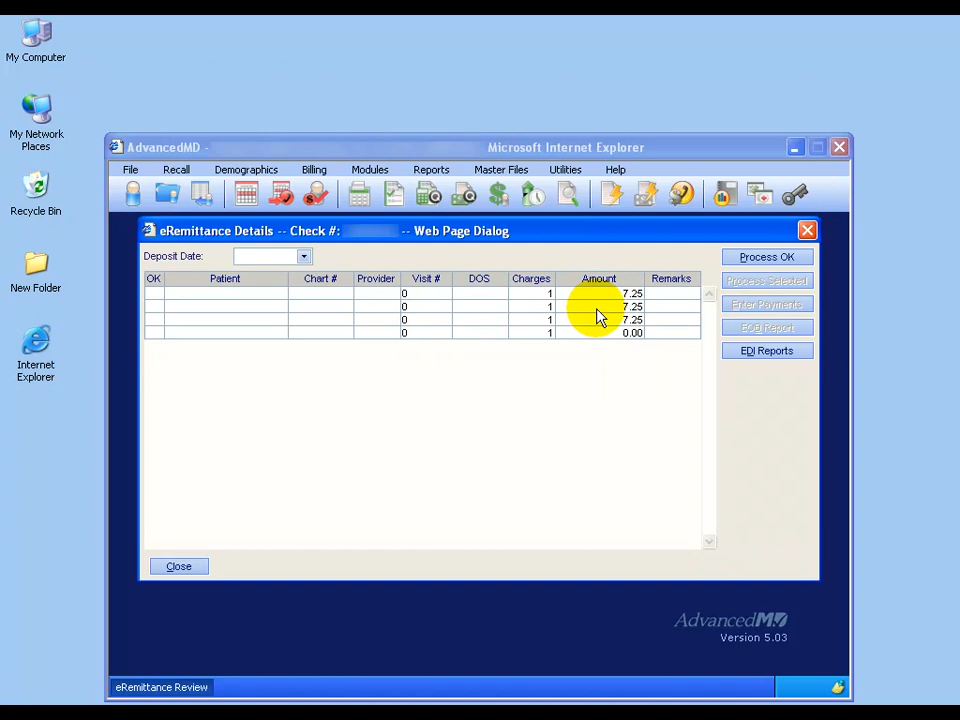 My Computer
My Network
Places
Recycle Bin
New Folder
Internet
Explorer
AdvancedMD - Microsoft Internet Explorer
File Recall Demographics Billing Modules Reports Master Files Utilities Help
eRemittance Details -- Check #: -- Web Page Dialog
Deposit Date:
Process OK
OK Patient Chart # Provider Visit # DOS Charges Amount Remarks
Process Selected
0 1 7.25
0 1 7.25
Enter Payments
0 1 7.25
EOB Report
0 1 0.00
EDI Reports
Close
AdvancedMD
Version 5.03
eRemittance Review